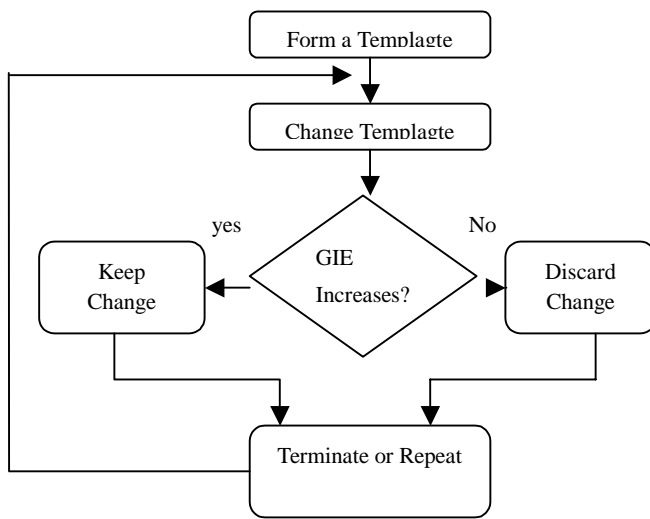 Form a Templagte
Change Templagte
yes
No
GIE
Increases?
Keep
Change
Discard
Change
Terminate or Repeat